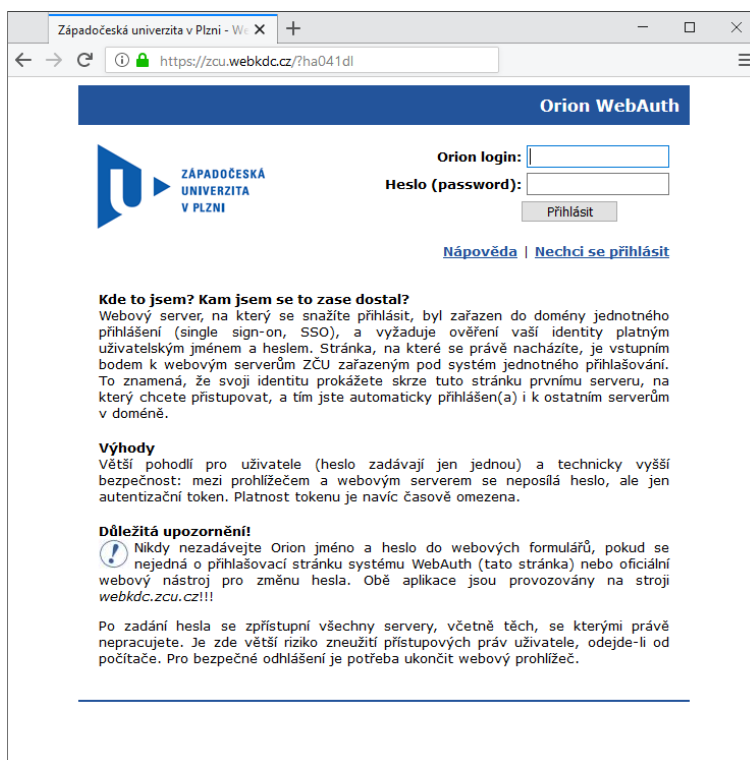 Západočeská univerzita v Plzni - We
https://zcu.webkdc.cz/?ha041dl
Orion WebAuth
ZÁPADOČESKÁ
UNIVERZITA
V PLZNI
Orion login:
Heslo (password):
Přihlásit
Nápověda | Nechci se přihlásit
Kde to jsem? Kam jsem se to zase dostal?
Webový server, na který se snažíte přihlásit, byl zařazen do domény jednotného
přihlášení (single sign-on, SSO), a vyžaduje ověření vaší identity platným
uživatelským jménem a heslem. Stránka, na které se právě nacházíte, je vstupním
bodem k webovým serverům ZČU zařazeným pod systém jednotného přihlašování.
To znamená, že svoji identitu prokážete skrze tuto stránku prvnímu serveru, na
který chcete přistupovat, a tím jste automaticky přihlášen(a) i k ostatním serverům
v doméně.
Výhody
Větší pohodlí pro uživatele (heslo zadávají jen jednou) a technicky vyšší
bezpečnost: mezi prohlížečem a webovým serverem se neposílá heslo, ale jen
autentizační token. Platnost tokenu je navíc časově omezena.
Důležitá upozornění!
Nikdy nezadávejte Orion jméno a heslo do webových formulářů, pokud se
nejedná o přihlašovací stránku systému WebAuth (tato stránka) nebo oficiální
webový nástroj pro změnu hesla. Obě aplikace jsou provozovány na stroji
webkdc.zcu.cz!!!
Po zadání hesla se zpřístupní všechny servery, včetně těch, se kterými právě
nepracujete. Je zde větší riziko zneužití přístupových práv uživatele, odejde-li od
počítače. Pro bezpečné odhlášení je potřeba ukončit webový prohlížeč.